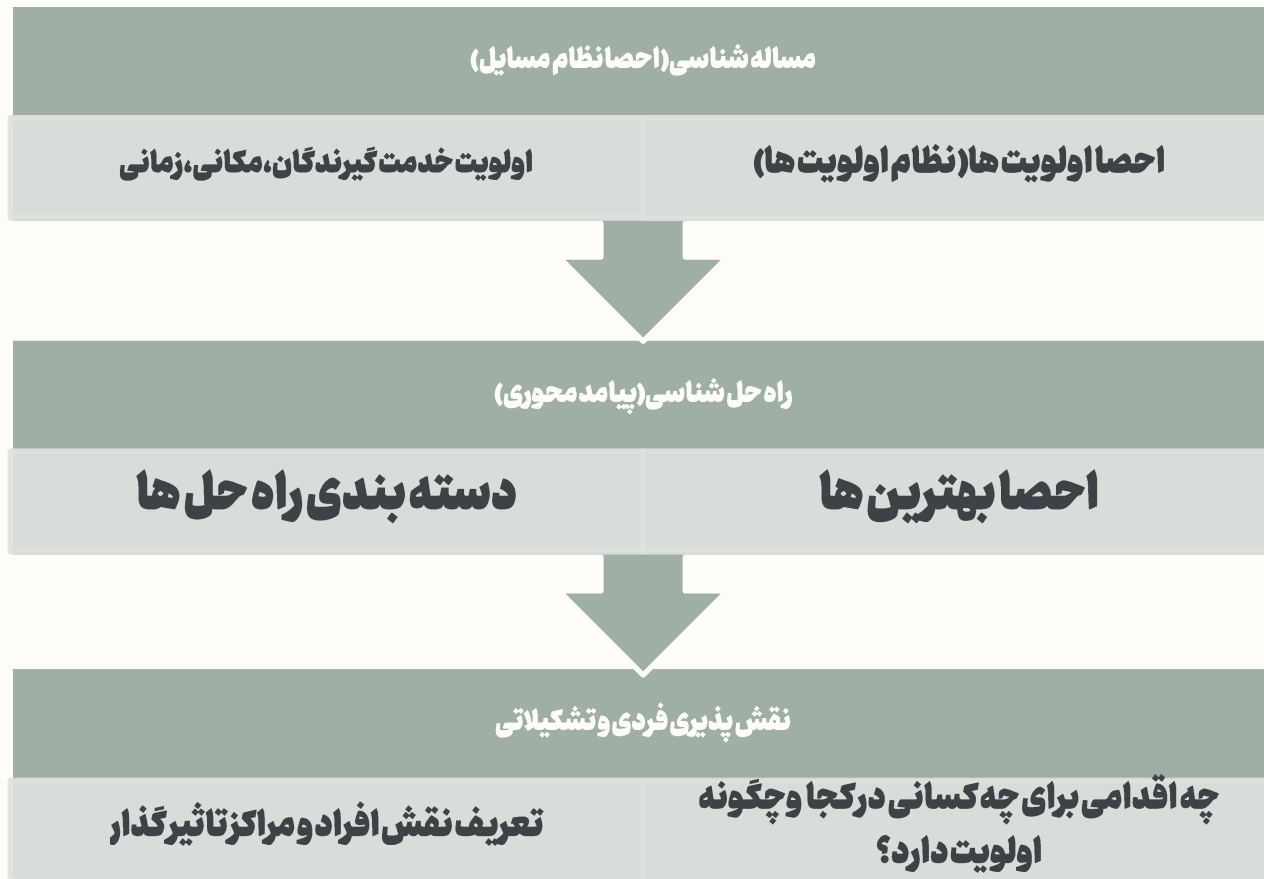 مساله شناسی(احصا نظام مسایل)
احصا اولویت ها(نظام اولویت ها)
اولویت خدمت گیرندگان،مکانی،زمانی
راه حل شناسی(پیامد محوری)
احصا بهترین ها
دسته بندی راه حل ها
نقش پذیری فردی و تشکیلاتی
چه اقدامی برای چه کسانی در کجا و چگونه
اولویت دارد؟
تعریف نقش افراد و مراکز تاثیر گذار